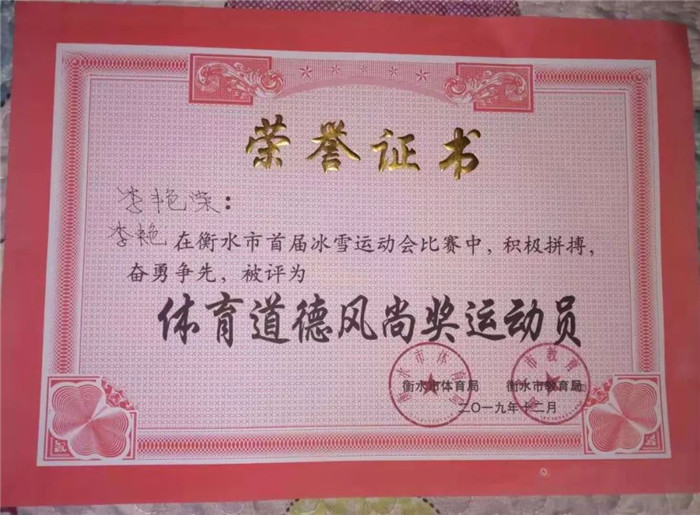 荣誉证书
李艳荣：
李艳在衡水市首届冰雪运动会比赛中，积极拼搏，
奋勇争先，被评为
体育道德风尚奖运动员
衡水市体育局 衡水市教育局
二〇一九年十二月